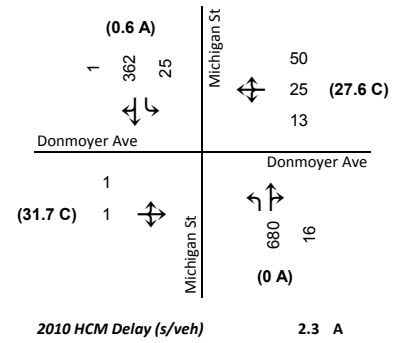 (0.6 A)
1 362 25
Michigan St
50
25 (27.6 C)
13
Donmoyer Ave
Donmoyer Ave
1
(31.7 C) 1
Michigan St
680 16
(0 A)
2010 HCM Delay (s/veh) 2.3 A